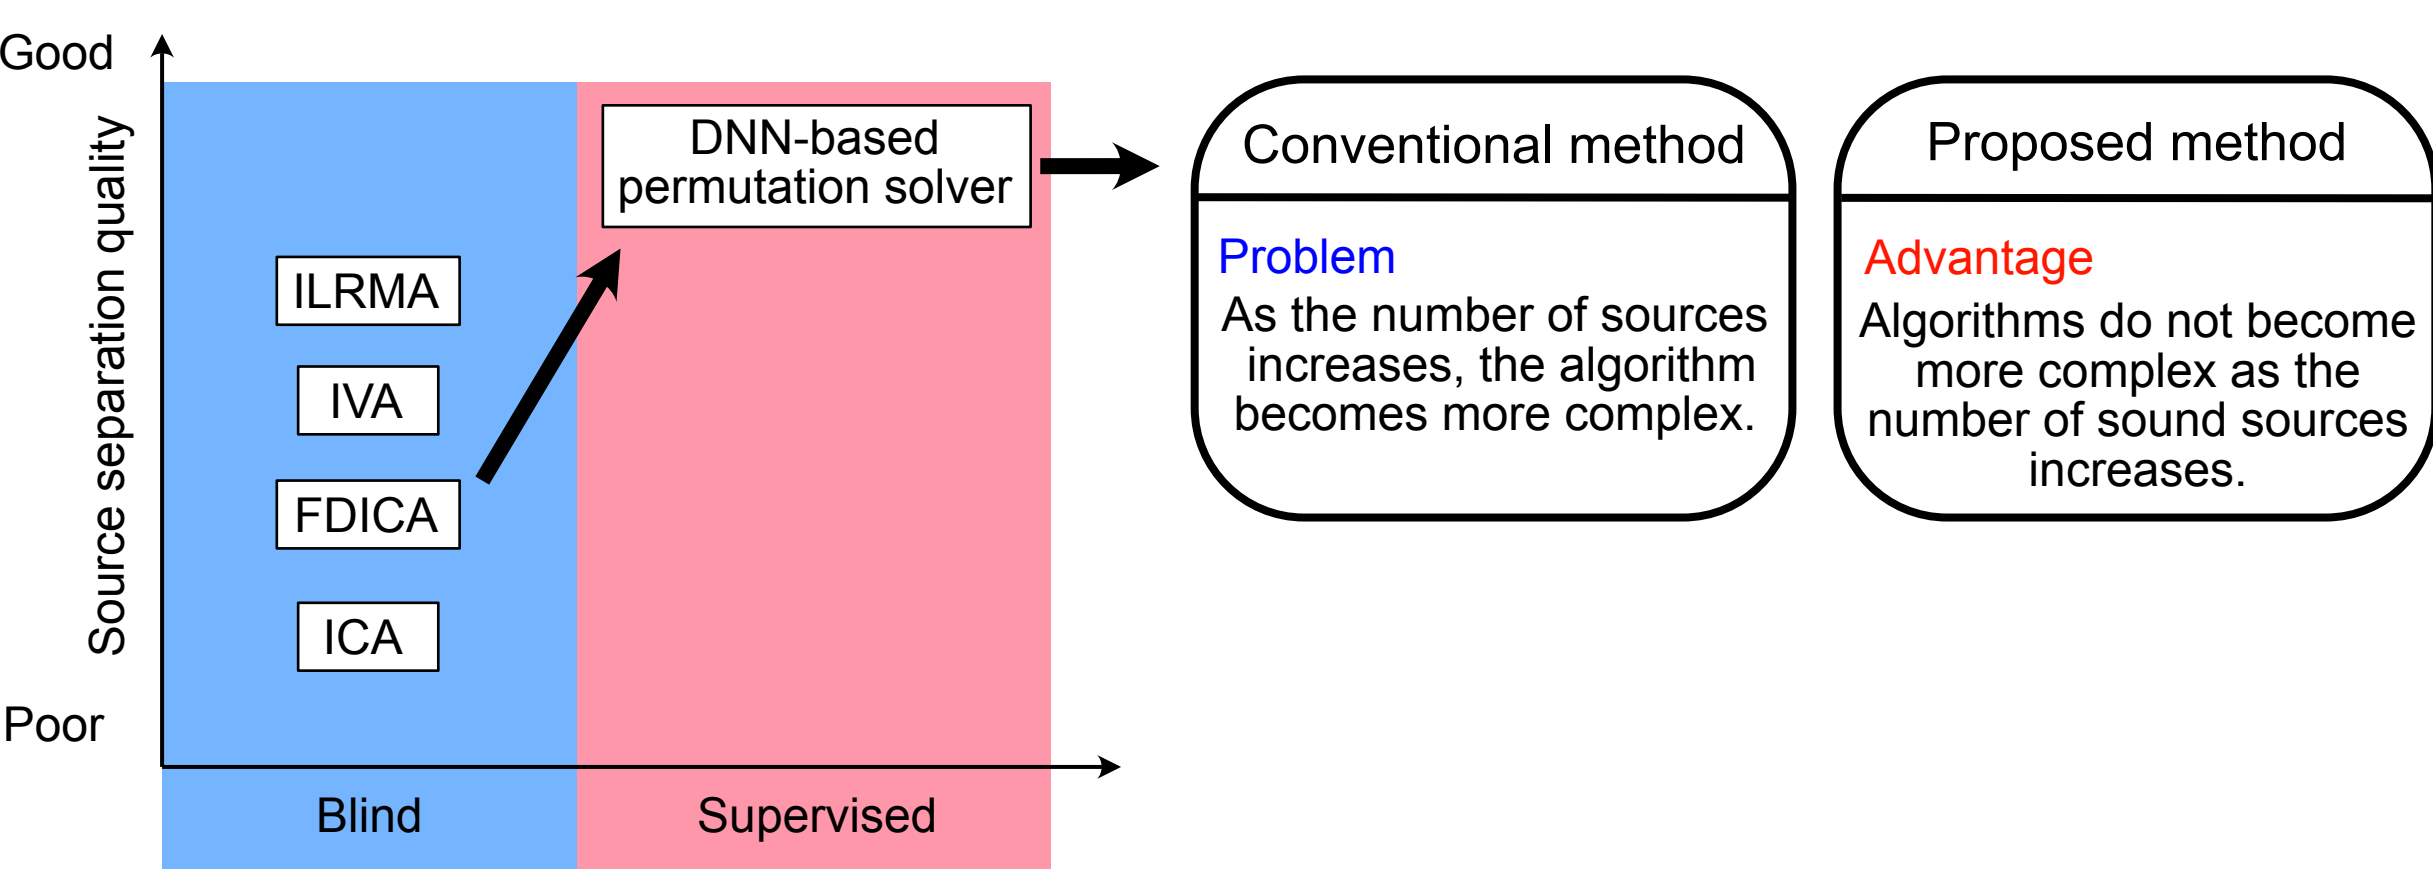 Good
Source separation quality
Poor
DNN-based
permutation solver
ILRMA
IVA
FDICA
ICA
Blind
Supervised
Conventional method
Problem
As the number of sources
increases, the algorithm
becomes more complex.
Proposed method
Advantage
Algorithms do not become
more complex as the
number of sound sources
increases.